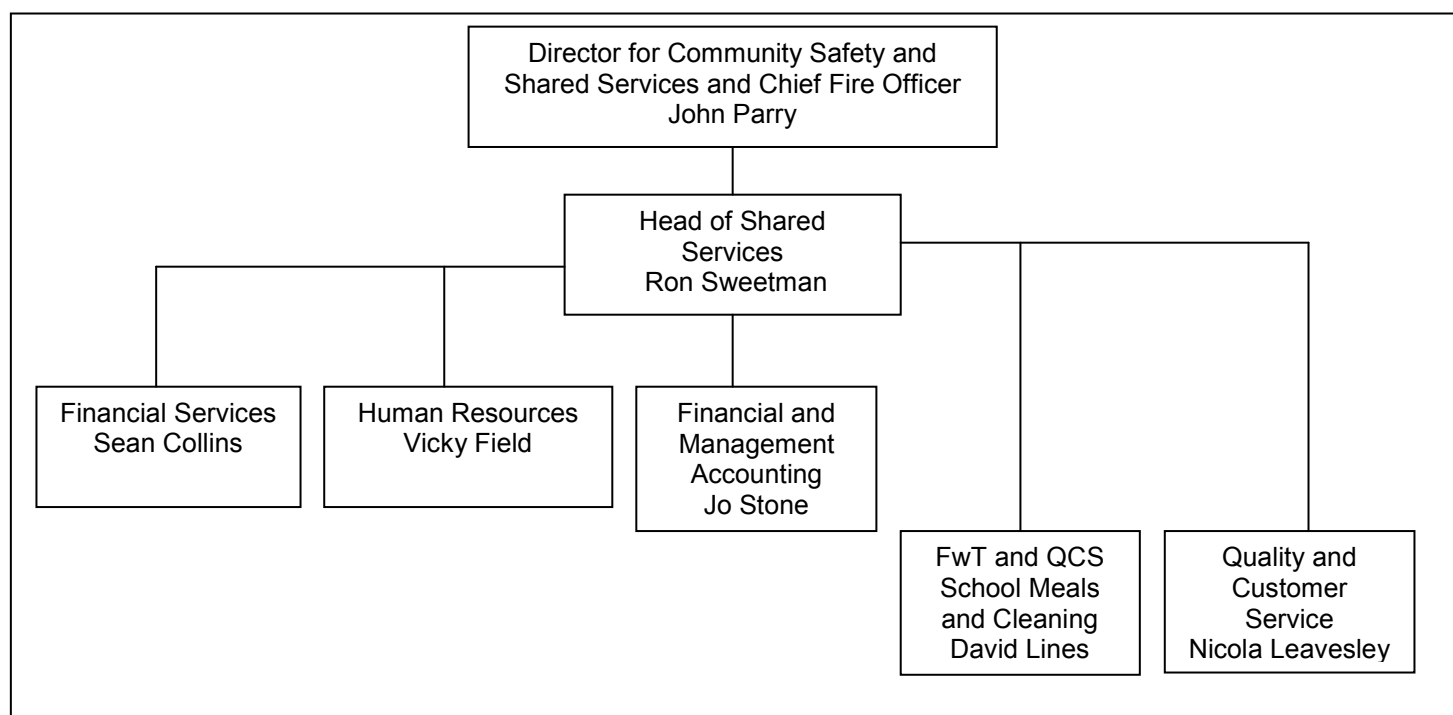 Director for Community Safety and
Shared Services and Chief Fire Officer
John Parry
Head of Shared
Services
Ron Sweetman
Financial Services
Sean Collins
Human Resources
Vicky Field
Financial and
Management
Accounting
Jo Stone
FwT and QCS
School Meals
and Cleaning
David Lines
Quality and
Customer
Service
Nicola Leavesley